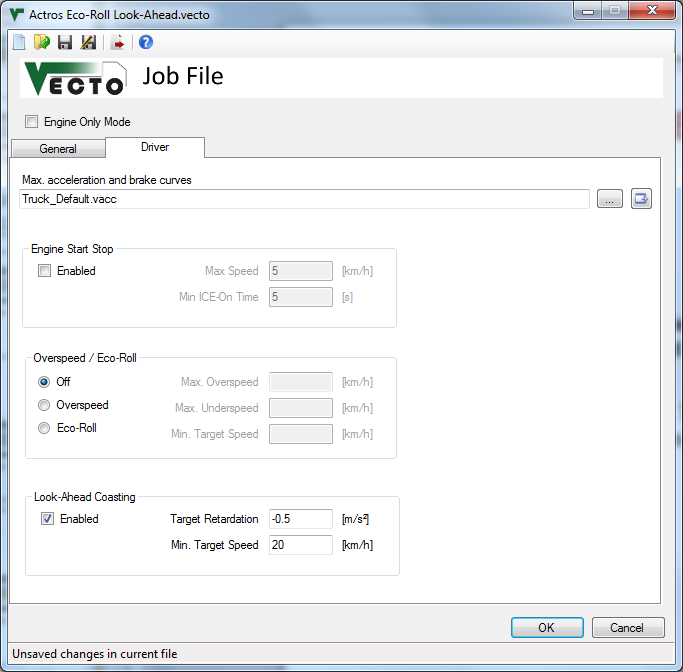 Actros Eco-Roll Look-Ahead.vecto
VECTO Job File
Engine Only Mode
General Driver
Max. acceleration and brake curves
Truck_Default.vacc ...
Engine Start Stop
Enabled Max Speed 5 [km/h]
Min ICE-On Time 5 [s]
Overspeed / Eco-Roll
Off Max. Overspeed [km/h]
Overspeed Max. Underspeed [km/h]
Eco-Roll Min. Target Speed [km/h]
Look-Ahead Coasting
Enabled Target Retardation -0.5 [m/s²]
Min. Target Speed 20 [km/h]
OK Cancel
Unsaved changes in current file